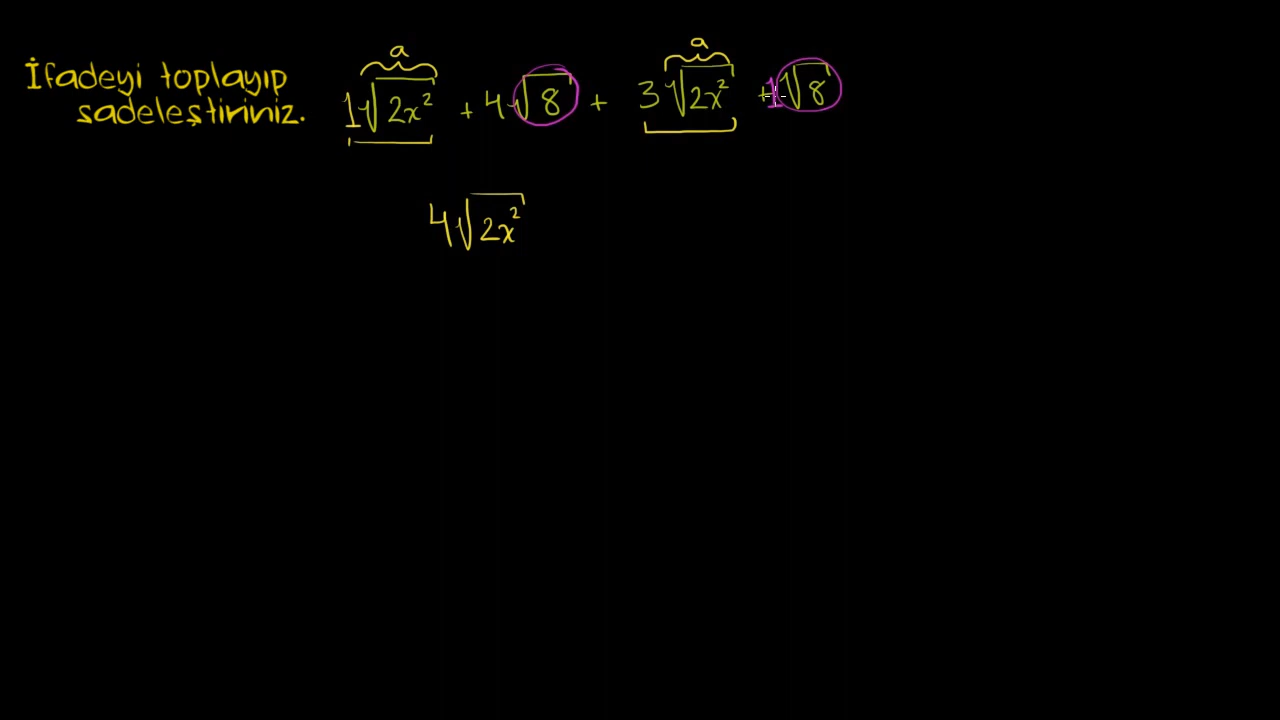 a a
İfadeyi toplayıp 1√2x² + 4√8 + 3√2x² + 1√8
sadeleştiriniz.
4√2x²